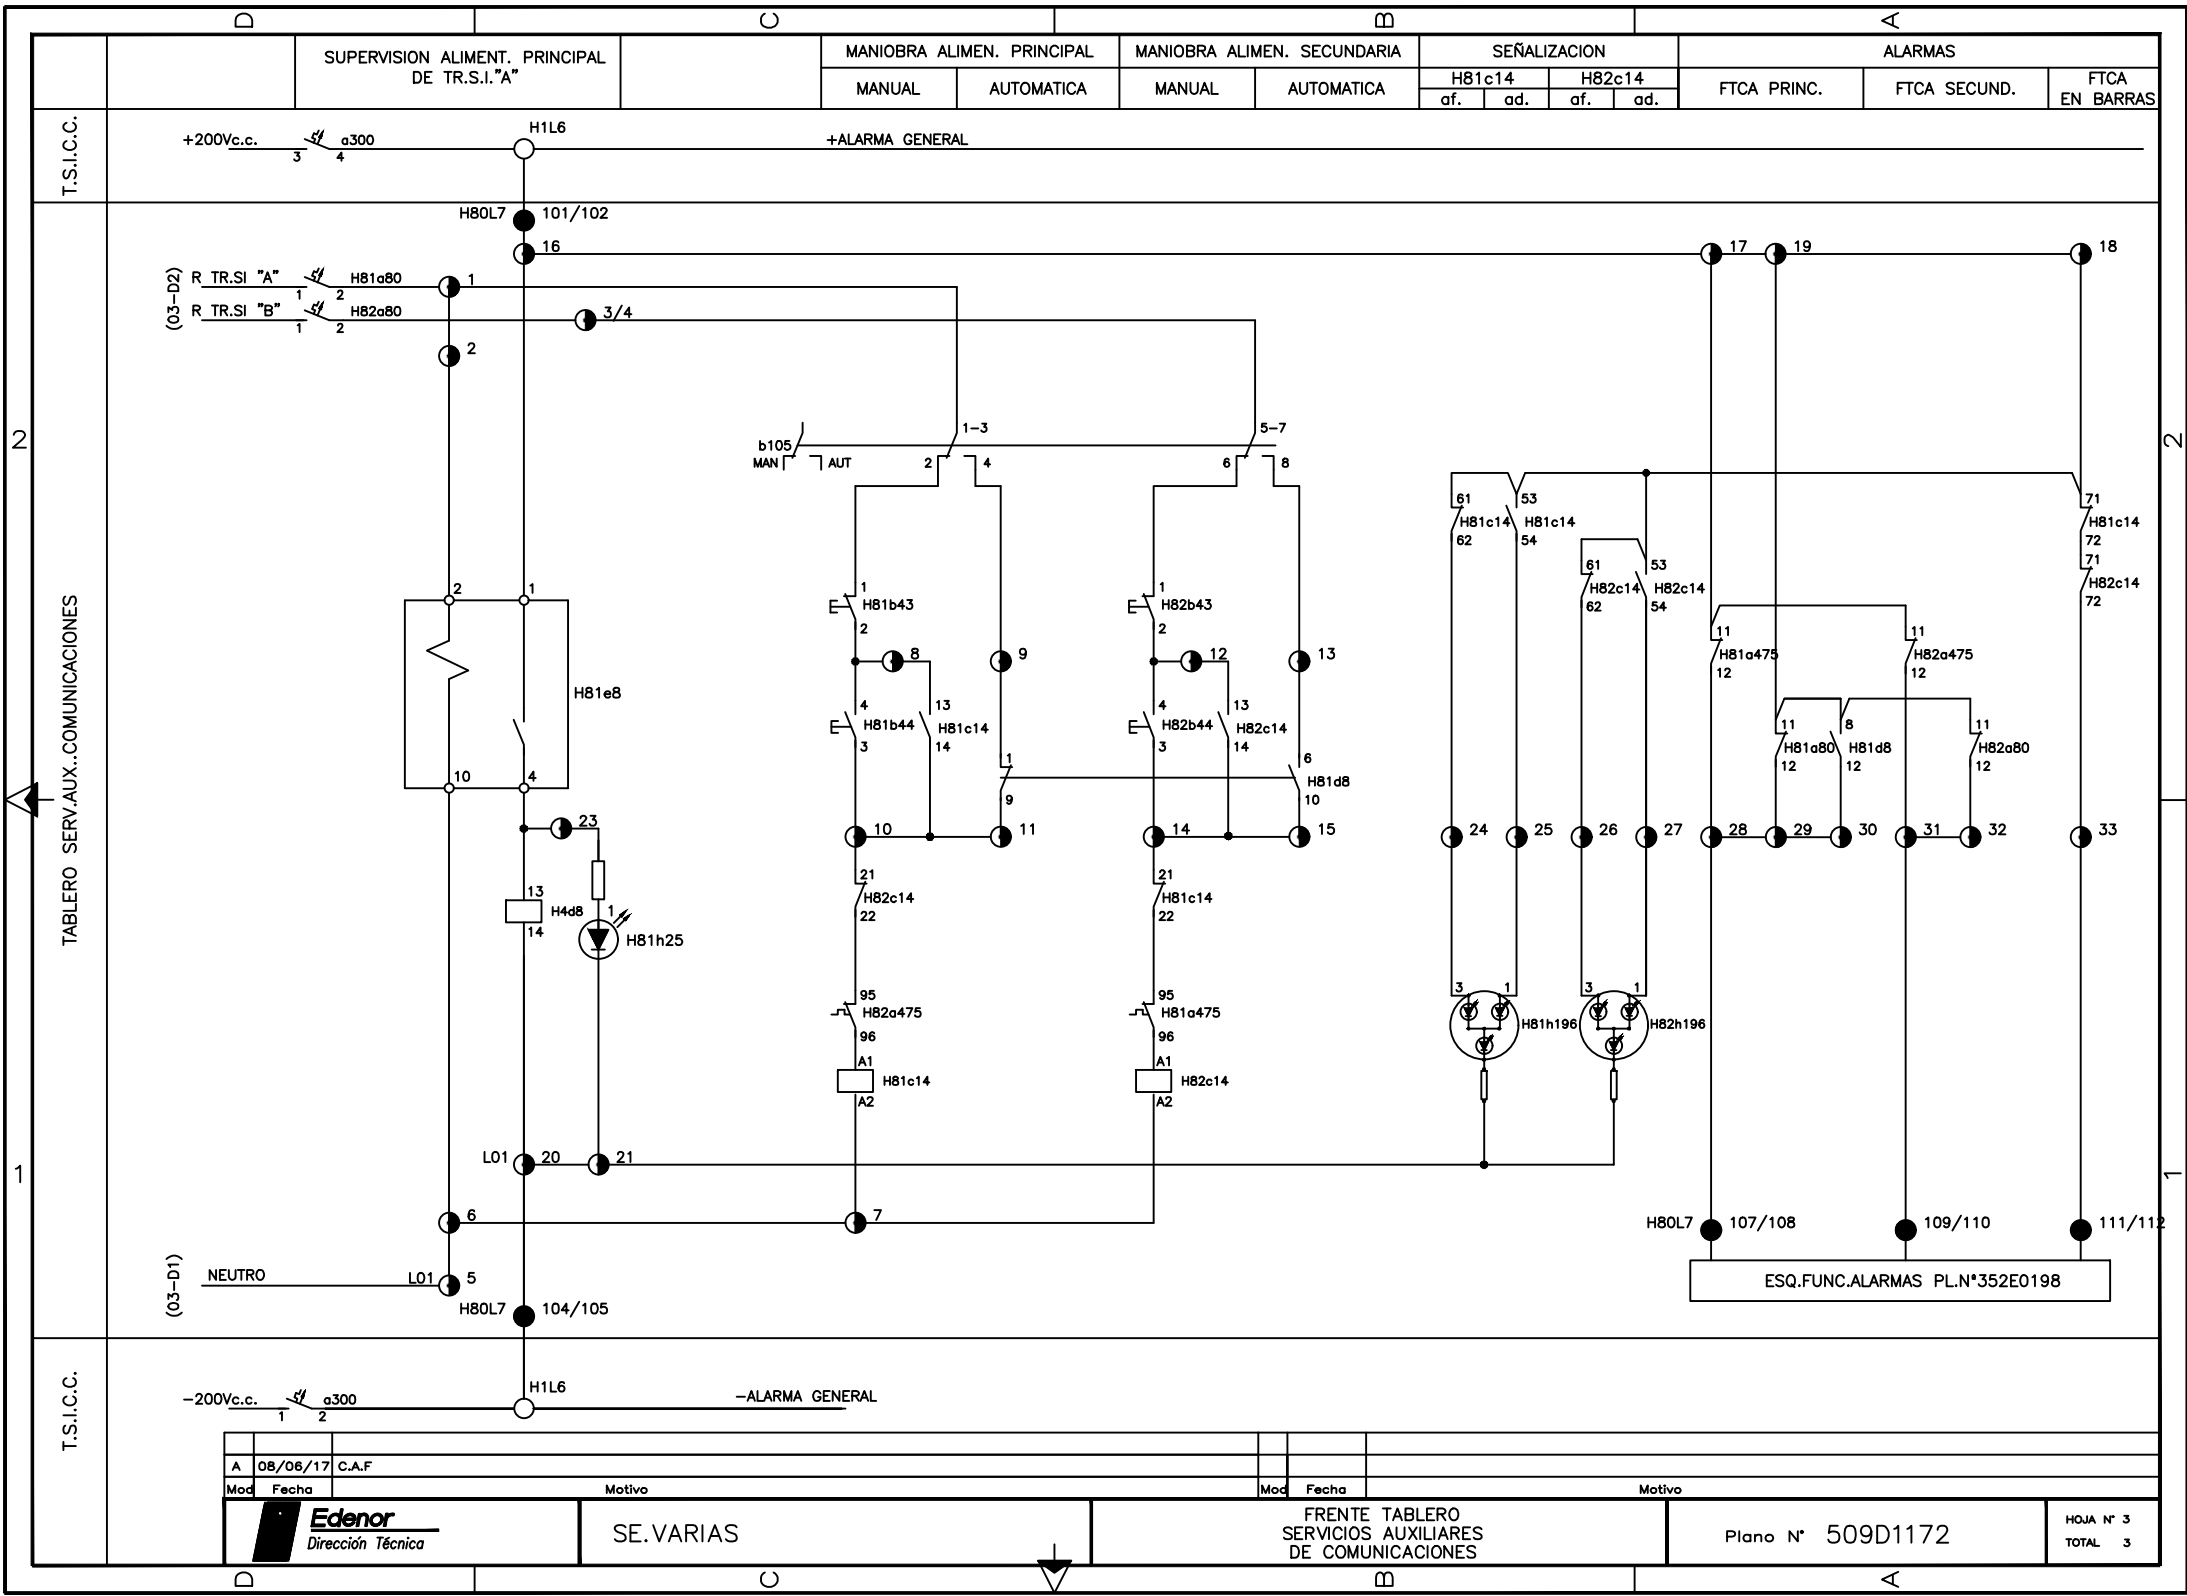 D C B A
SUPERVISION ALIMENT. PRINCIPAL
DE TR.S.I."A"
MANIOBRA ALIMEN. PRINCIPAL
MANUAL AUTOMATICA
MANIOBRA ALIMEN. SECUNDARIA
MANUAL AUTOMATICA
SEÑALIZACION
H81c14 H82c14
af. ad. af. ad.
ALARMAS
FTCA PRINC. FTCA SECUND.
FTCA
EN BARRAS
T.S.I.C.C.
+200Vc.c. 3 4 a300 H1L6 +ALARMA GENERAL
H80L7 101/102
16 17 19 18
(03-D2)
R TR.SI "A" 1 2 H81a80 1
R TR.SI "B" 1 2 H82a80 3/4
2
2 2
b105 MAN AUT
1-3 2 4
5-7 6 8
61 H81c14 62
53 H81c14 54
61 H82c14 62
53 H82c14 54
71 H81c14 72
71 H82c14 72
TABLERO SERV.AUX..COMUNICACIONES
2 1
H81e8
10 4
1 H81b43 2
8 9
4 H81b44 3
13 H81c14 14
1 9
1 H82b43 2
12 13
4 H82b44 3
13 H82c14 14
6 H81d8 10
11 H81a475 12
11 H82a475 12
11 H81a80 12
8 H81d8 12
11 H82a80 12
23
10 11 14 15 24 25 26 27 28 29 30 31 32 33
13 H4d8 14
1 H81h25
21 H82c14 22
21 H81c14 22
95 H82a475 96
95 H81a475 96
A1 H81c14 A2
A1 H82c14 A2
3 1 H81h196
3 1 H82h196
L01 20 21
1 1
6 7
H80L7 107/108 109/110 111/112
(03-D1)
NEUTRO L01 5
ESQ.FUNC.ALARMAS PL.N°352E0198
H80L7 104/105
T.S.I.C.C.
-200Vc.c. 1 2 a300 H1L6 -ALARMA GENERAL
A 08/06/17 C.A.F
Mod Fecha Motivo Mod Fecha Motivo
Edenor
Dirección Técnica
SE.VARIAS
FRENTE TABLERO
SERVICIOS AUXILIARES
DE COMUNICACIONES
Plano N° 509D1172
HOJA N° 3
TOTAL 3
D C B A